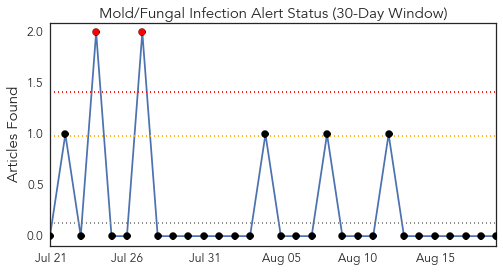 Mold/Fungal Infection Alert Status (30-Day Window)
Articles Found
2.0
1.5
1.0
0.5
0.0
Jul 21
Jul 26
Jul 31
Aug 05
Aug 10
Aug 15